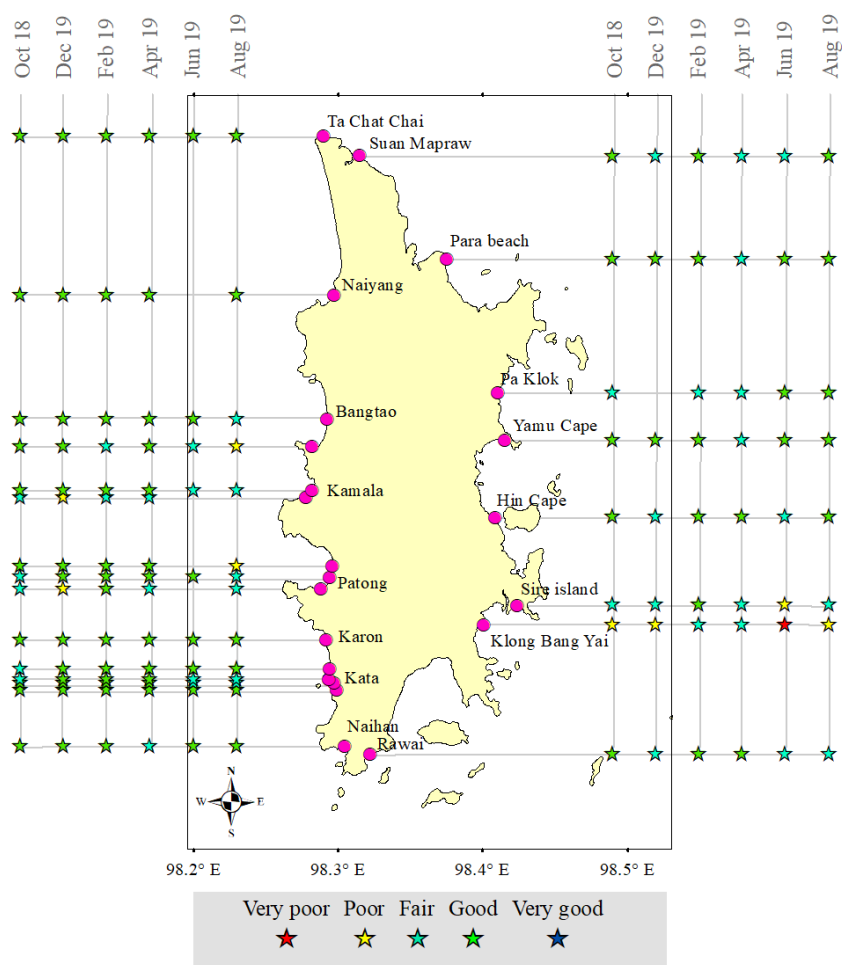 Oct 18
Dec 19
Feb 19
Apr 19
Jun 19
Aug 19
Oct 18
Dec 19
Feb 19
Apr 19
Jun 19
Aug 19
Ta Chat Chai
Suan Mapraw
Para beach
Naiyang
Pa Klok
Bangtao
Yamu Cape
Kamala
Hin Cape
Patong
Sire island
Karon
Klong Bang Yai
Kata
Naihan
Rawai
N
W E
S
98.2° E 98.3° E 98.4° E 98.5° E
Very poor Poor Fair Good Very good